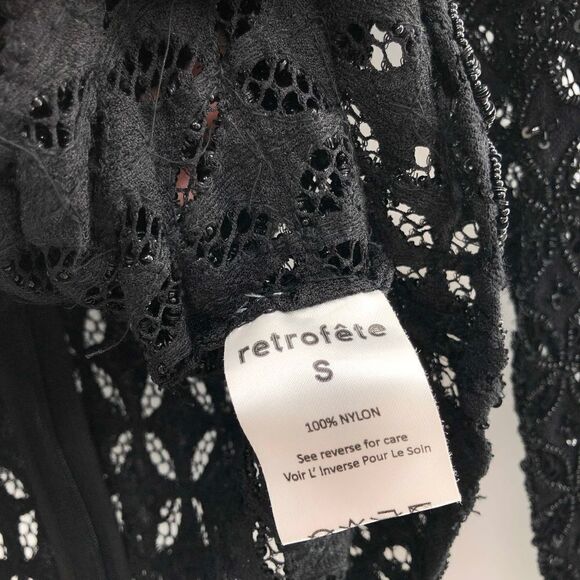 retrofête
S
100% NYLON
See reverse for care
Voir L' Inverse Pour Le Soin